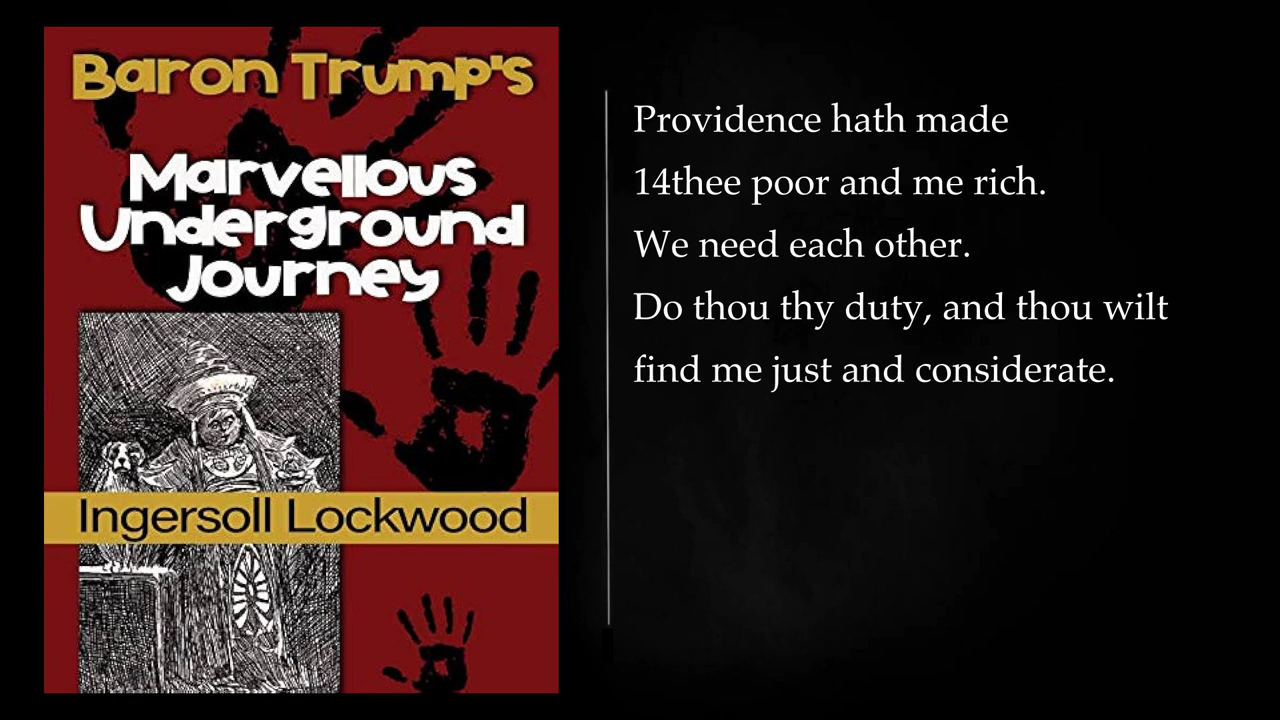 Baron Trump's
Marvellous
Underground
Journey
Ingersoll Lockwood
Providence hath made
14thee poor and me rich.
We need each other.
Do thou thy duty, and thou wilt
find me just and considerate.